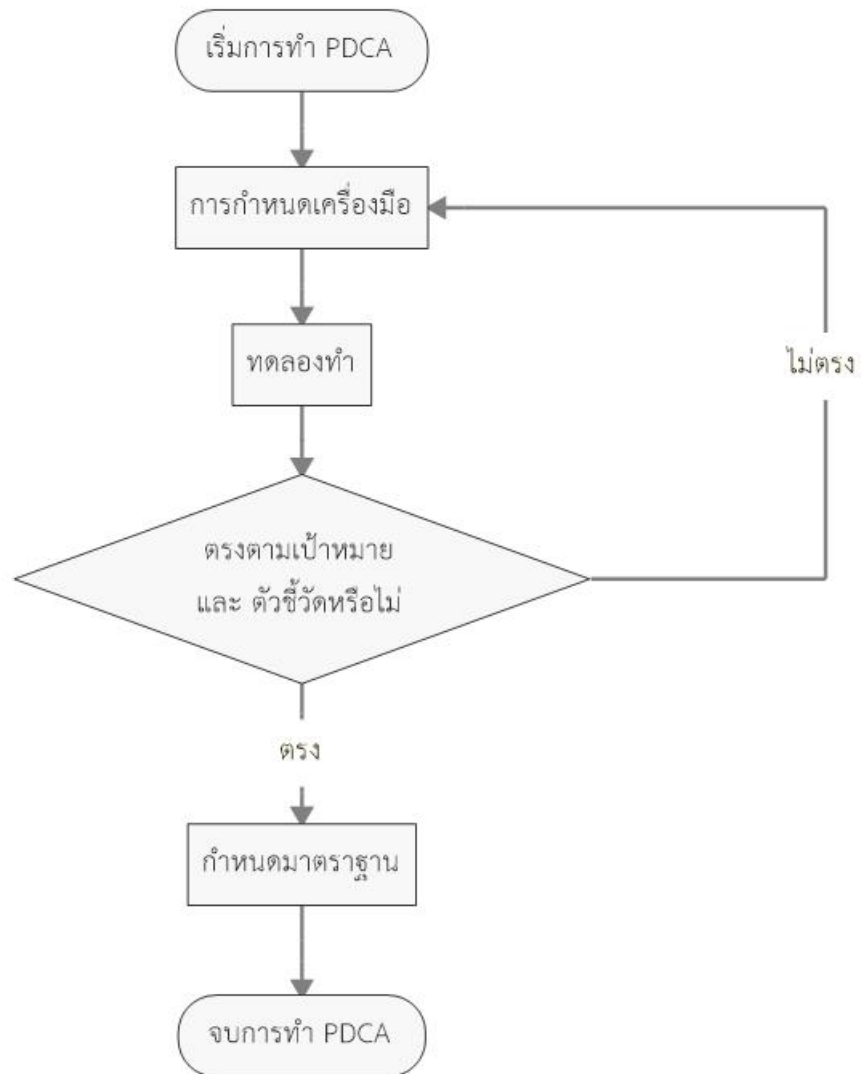 เริ่มการทำ PDCA
การกำหนดเครื่องมือ
ทดลองทำ
ไม่ตรง
ตรงตามเป้าหมาย
และ ตัวชี้วัดหรือไม่
ตรง
กำหนดมาตราฐาน
จบการทำ PDCA